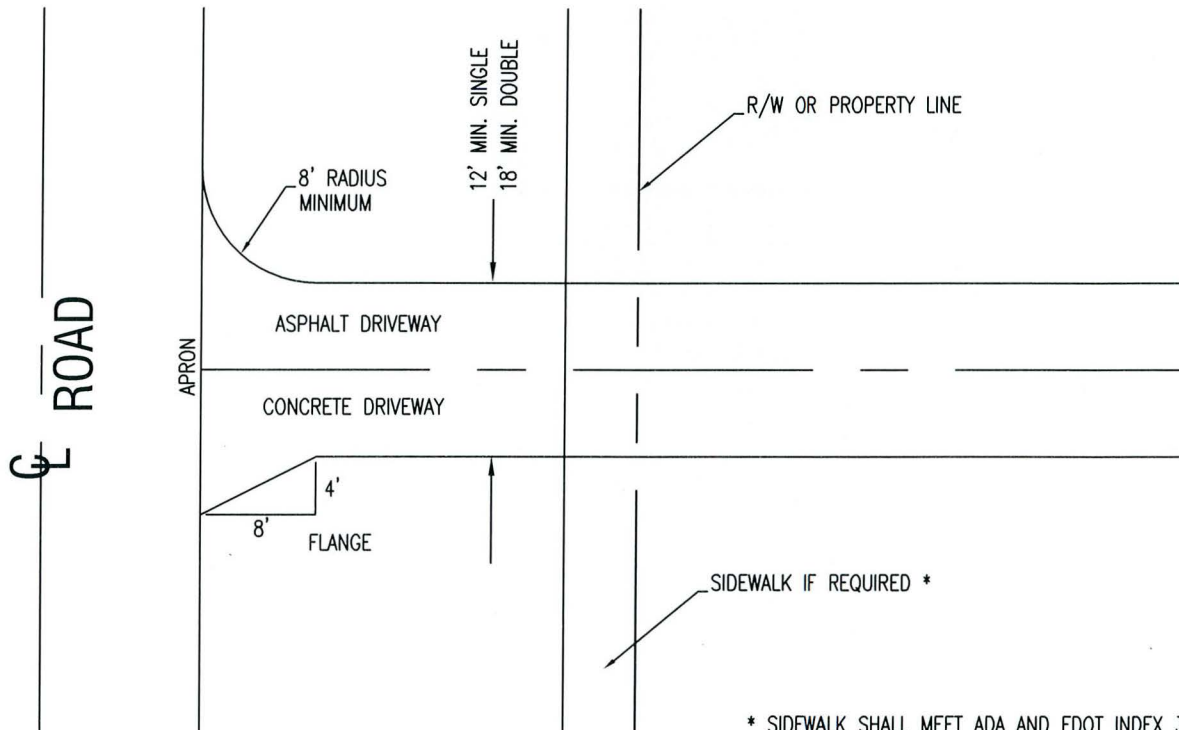 12' MIN. SINGLE
18' MIN. DOUBLE
R/W OR PROPERTY LINE
8' RADIUS
MINIMUM
ASPHALT DRIVEWAY
APRON
CONCRETE DRIVEWAY
℄ ROAD
4'
8'
FLANGE
SIDEWALK IF REQUIRED *
* SIDEWALK SHALL MEET ADA AND FDOT INDEX